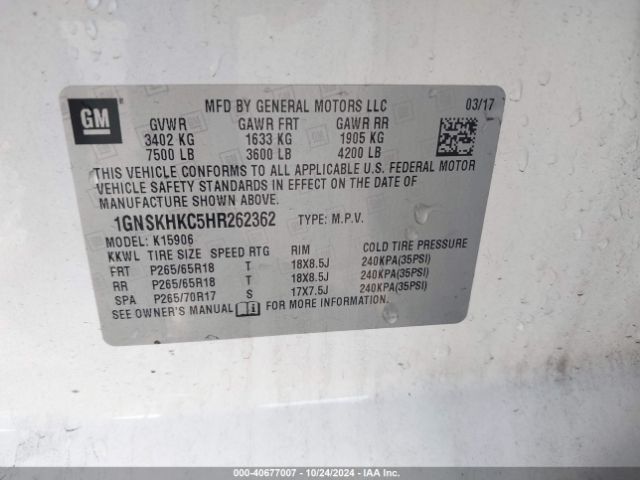 GM
MFD BY GENERAL MOTORS LLC 03/17
GVWR GAWR FRT GAWR RR
3402 KG 1633 KG 1905 KG
7500 LB 3600 LB 4200 LB
THIS VEHICLE CONFORMS TO ALL APPLICABLE U.S. FEDERAL MOTOR
VEHICLE SAFETY STANDARDS IN EFFECT ON THE DATE OF
MANUFACTURE SHOWN ABOVE.
1GNSKHKC5HR262362 TYPE: M.P.V.
MODEL: K15906
KKWL TIRE SIZE SPEED RTG RIM COLD TIRE PRESSURE
FRT P265/65R18 T 18X8.5J 240KPA(35PSI)
RR P265/65R18 T 18X8.5J 240KPA(35PSI)
SPA P265/70R17 S 17X7.5J 240KPA(35PSI)
SEE OWNER'S MANUAL FOR MORE INFORMATION.
000-40677007 | 10/24/2024 | IAAI.COM